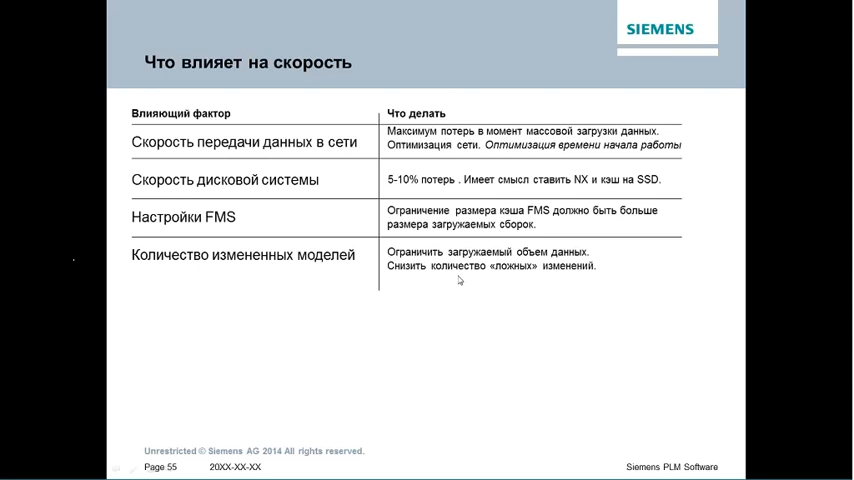 SIEMENS
Что влияет на скорость
Влияющий фактор
Что делать
Скорость передачи данных в сети
Максимум потерь в момент массовой загрузки данных.
Оптимизация сети. Оптимизация времени начала работы
Скорость дисковой системы
5-10% потерь . Имеет смысл ставить NX и кэш на SSD.
Настройки FMS
Ограничение размера кэша FMS должно быть больше
размера загружаемых сборок.
Количество измененных моделей
Ограничить загружаемый объем данных.
Снизить количество «ложных» изменений.
Unrestricted © Siemens AG 2014 All rights reserved.
Page 55
20XX-XX-XX
Siemens PLM Software